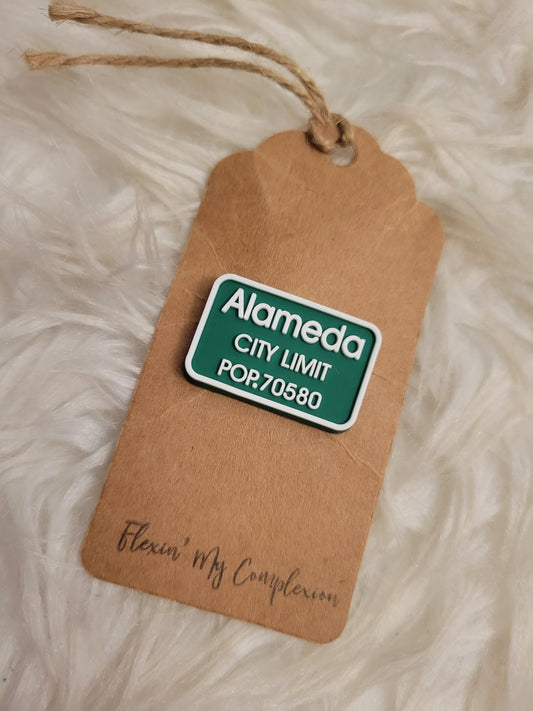 Alameda
CITY LIMIT
POP.70580
Flexin' My Complexion